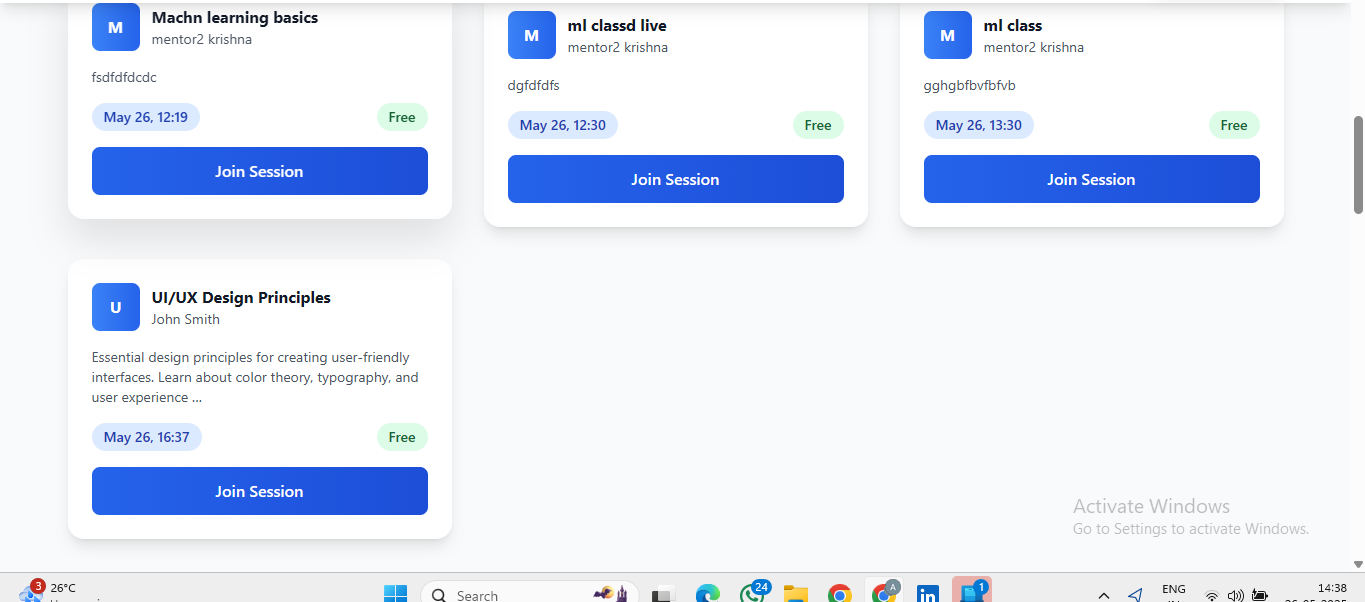 M
Machn learning basics
mentor2 krishna
fsdfdfdcdc
May 26, 12:19
Free
Join Session
M
ml classd live
mentor2 krishna
dgfdfdfs
May 26, 12:30
Free
Join Session
M
ml class
mentor2 krishna
gghgbfbvfbfvb
May 26, 13:30
Free
Join Session
U
UI/UX Design Principles
John Smith
Essential design principles for creating user-friendly
interfaces. Learn about color theory, typography, and
user experience ...
May 26, 16:37
Free
Join Session
Activate Windows
Go to Settings to activate Windows.
3
26°C
Search
24
A
in
1
ENG
14:38